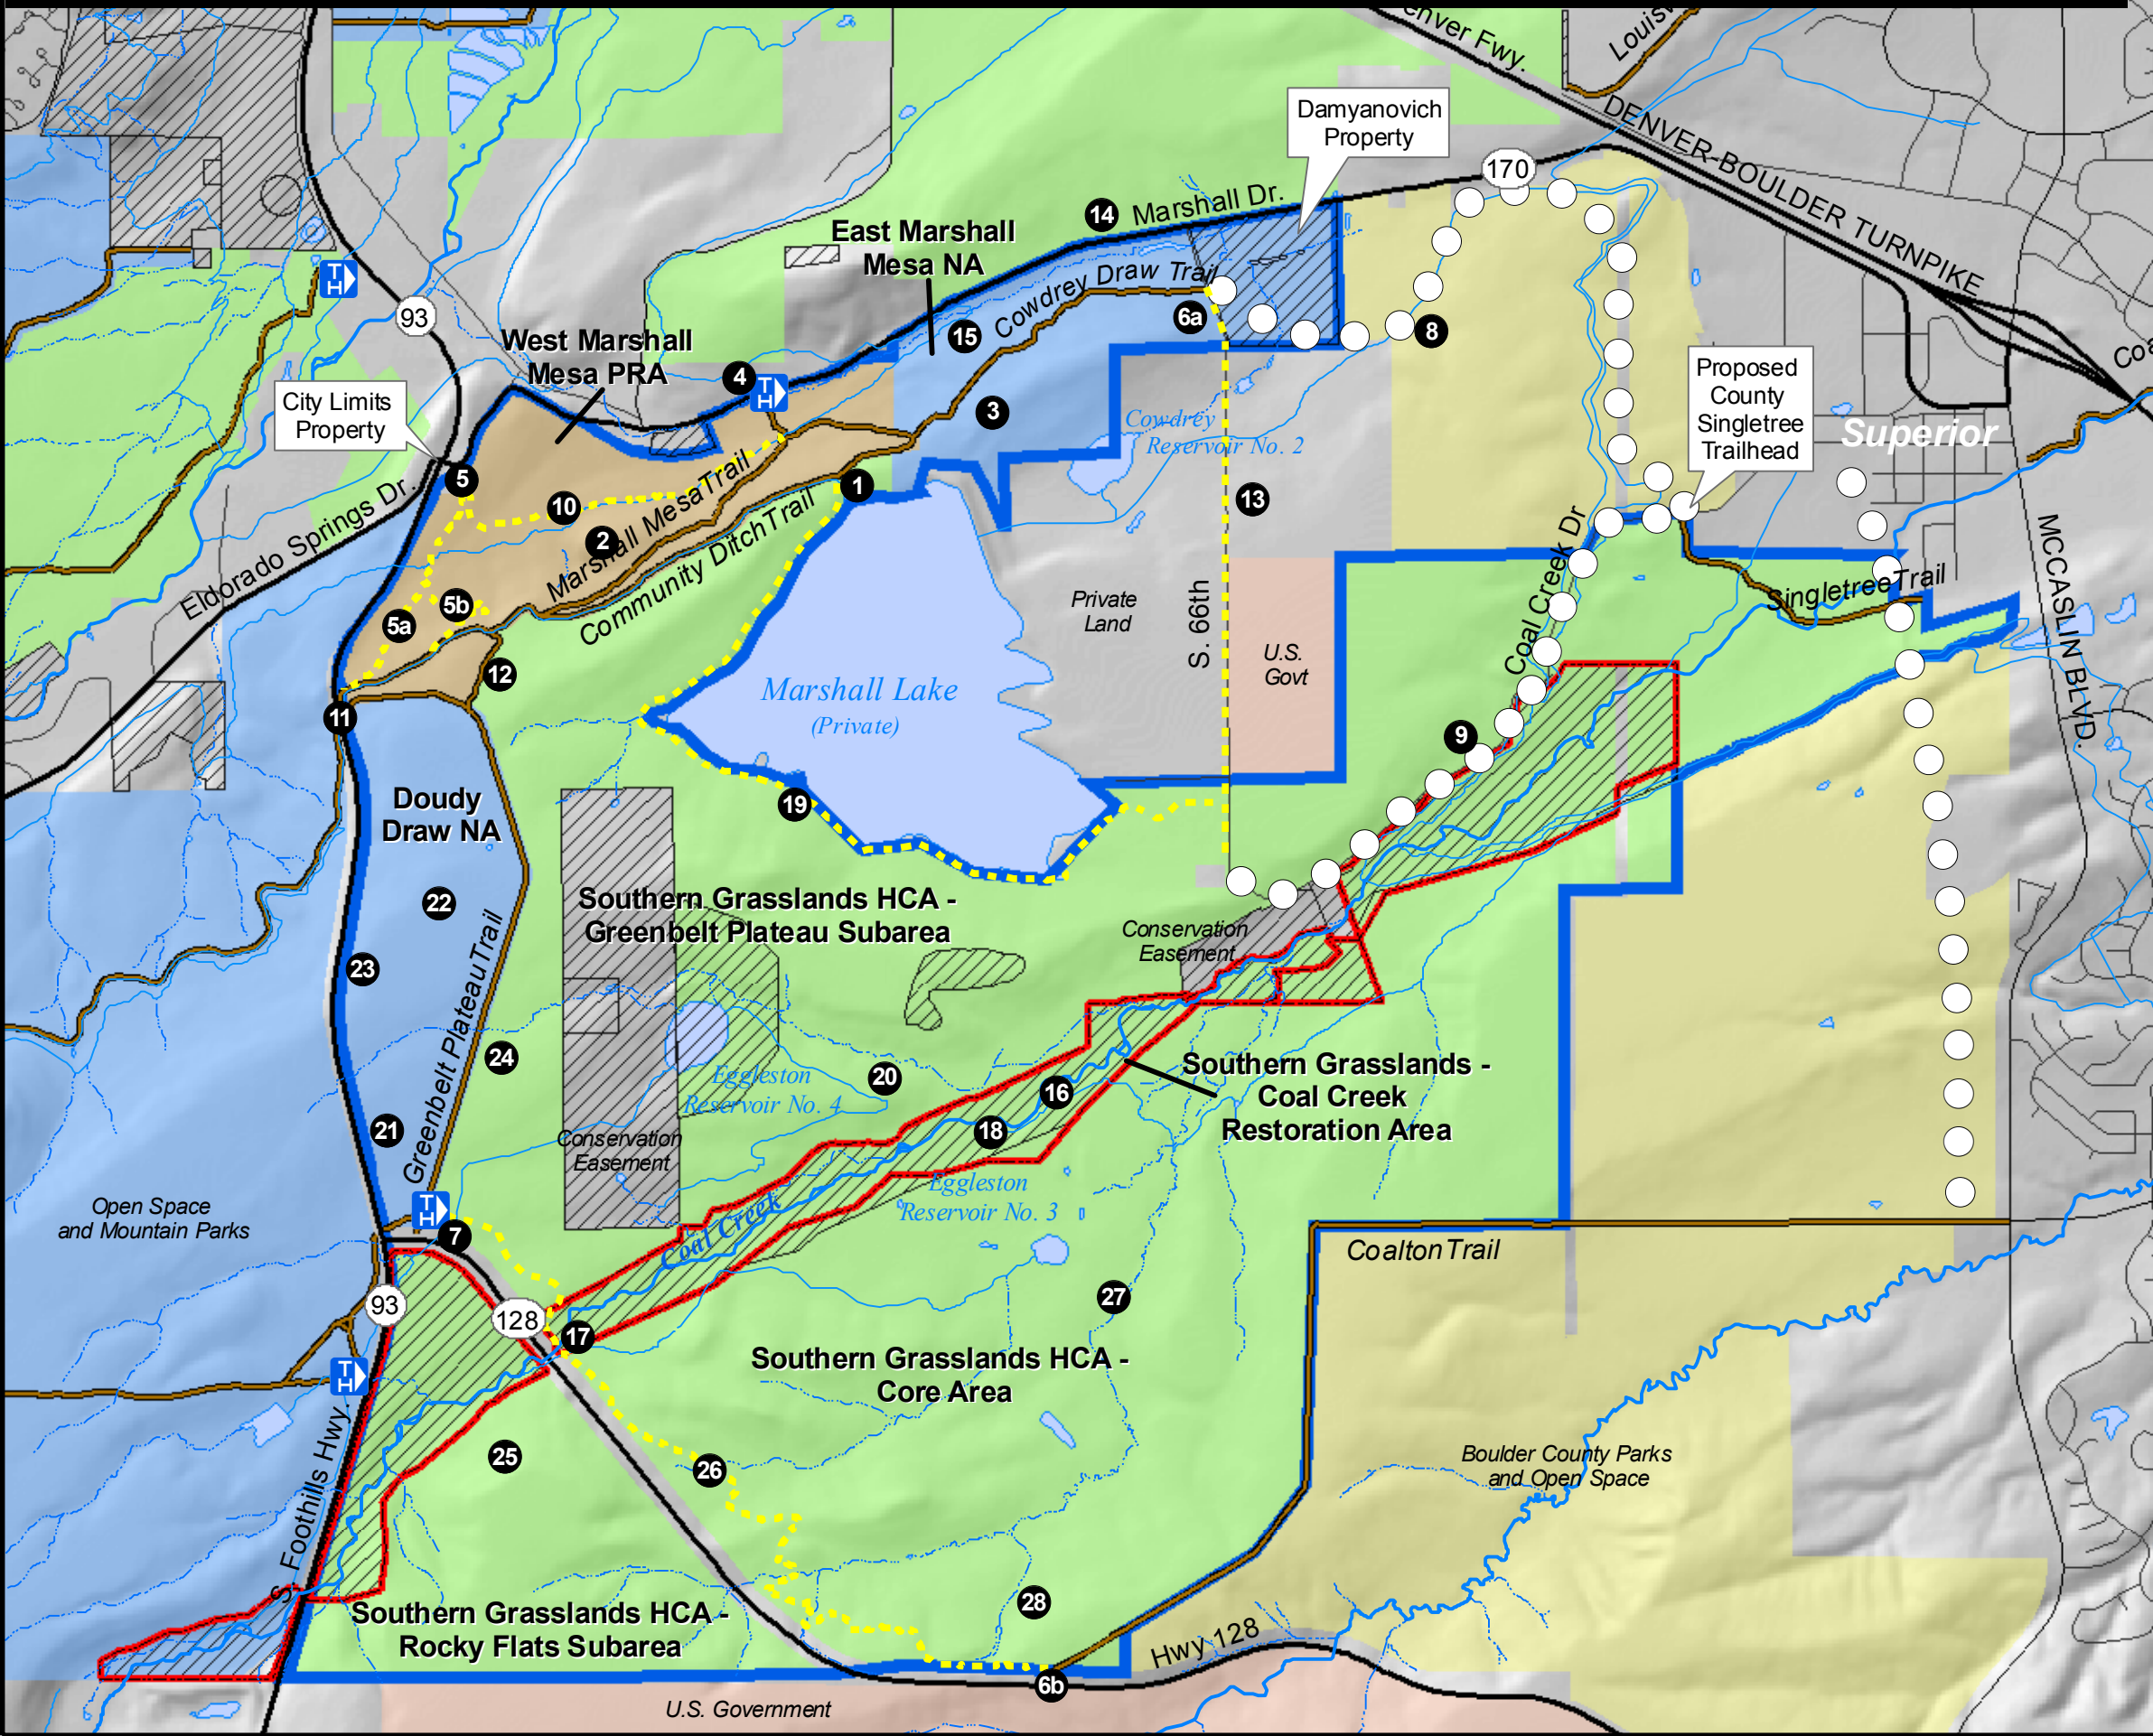 Denver Fwy.
DENVER-BOULDER TURNPIKE
Damyanovich
Property
170
14
Marshall Dr.
East Marshall
Mesa NA
Cowdrey Draw Trail
15
6a
8
T
H
93
West Marshall
Mesa PRA
4
T
H
3
City Limits
Property
Proposed
County
Singletree
Trailhead
Superior
Cowdrey
Reservoir No. 2
5
10
2
1
13
Marshall Mesa Trail
Community Ditch Trail
Eldorado Springs Dr.
MCCASLIN BLVD.
Coal Creek Dr
Singletree Trail
Private
Land
S. 66th
U.S.
Govt
5b
5a
12
11
Marshall Lake
(Private)
9
19
Doudy
Draw NA
22
Southern Grasslands HCA -
Greenbelt Plateau Subarea
Conservation
Easement
23
Greenbelt Plateau Trail
24
20
16
Southern Grasslands -
Coal Creek
Restoration Area
Eggleston
Reservoir No. 4
18
21
Conservation
Easement
Eggleston
Reservoir No. 3
Open Space
and Mountain Parks
T
H
7
Coal Creek
Coalton Trail
93
128
17
27
Southern Grasslands HCA -
Core Area
T
H
S Foothills Hwy
25
26
Boulder County Parks
and Open Space
28
Southern Grasslands HCA -
Rocky Flats Subarea
Hwy 128
6b
U.S. Government